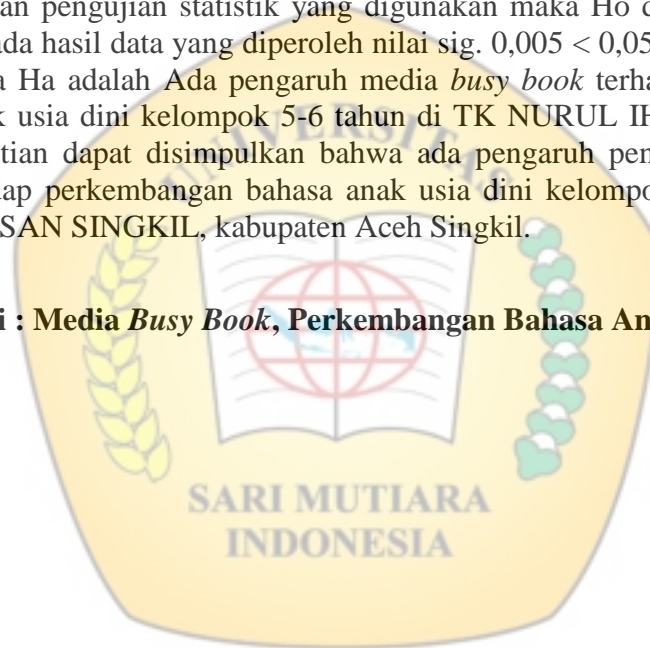 an pengujian statistik yang digunakan maka Ho d
ada hasil data yang diperoleh nilai sig. 0,005 < 0,05
a Ha adalah Ada pengaruh media busy book terha
k usia dini kelompok 5-6 tahun di TK NURUL IH
tian dapat disimpulkan bahwa ada pengaruh pen
dap perkembangan bahasa anak usia dini kelompo
SAN SINGKIL, kabupaten Aceh Singkil.
i : Media Busy Book, Perkembangan Bahasa An
UNIVERSITAS
SARI MUTIARA
INDONESIA